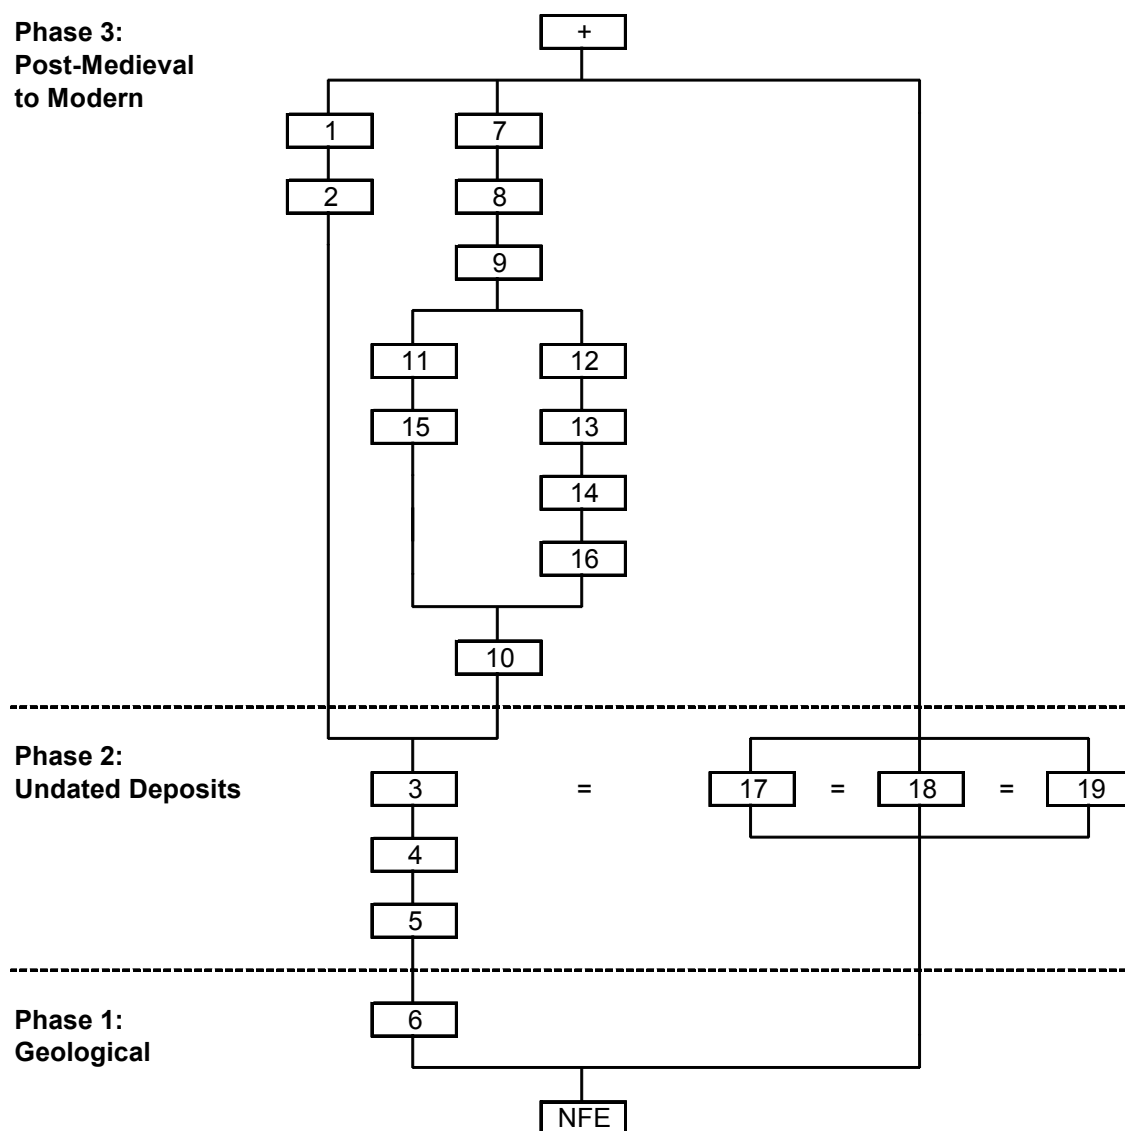 Phase 3:
Post-Medieval
to Modern
+
1
7
2
8
9
11
12
15
13
14
16
10
Phase 2:
Undated Deposits
3 = 17 = 18 = 19
4
5
Phase 1:
Geological
6
NFE